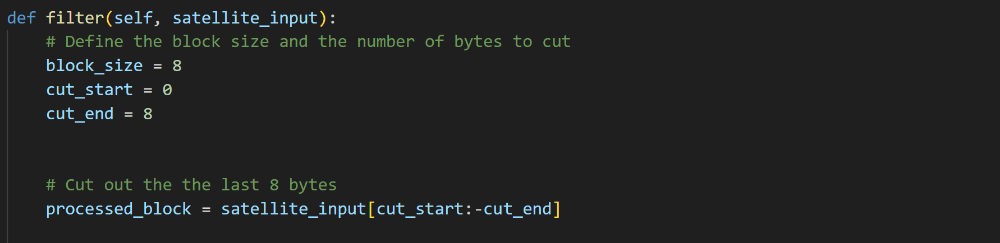 def filter(self, satellite_input):
    # Define the block size and the number of bytes to cut
    block_size = 8
    cut_start = 0
    cut_end = 8
    # Cut out the the last 8 bytes
    processed_block = satellite_input[cut_start:-cut_end]